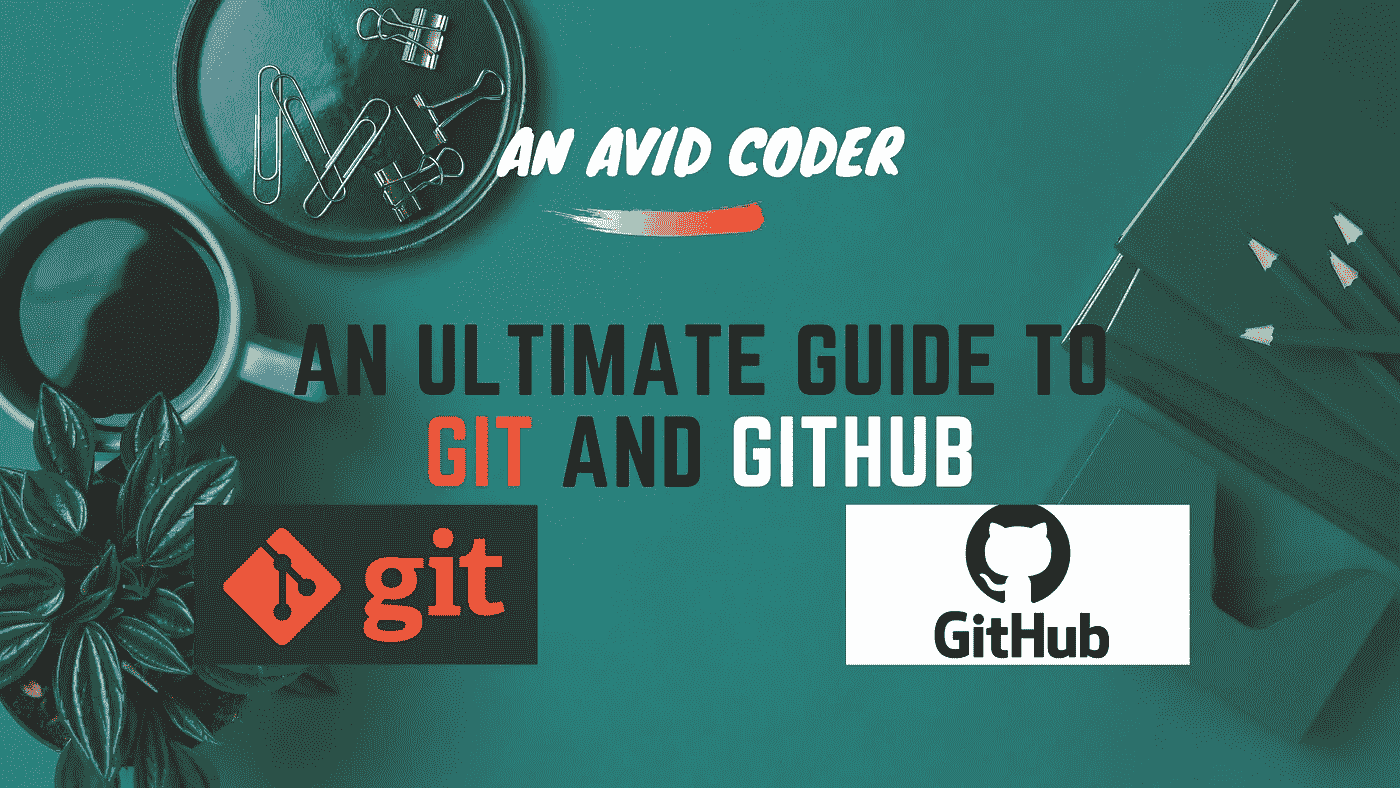 AN AVID CODER
AN ULTIMATE GUIDE TO
GIT AND GITHUB
git
GitHub